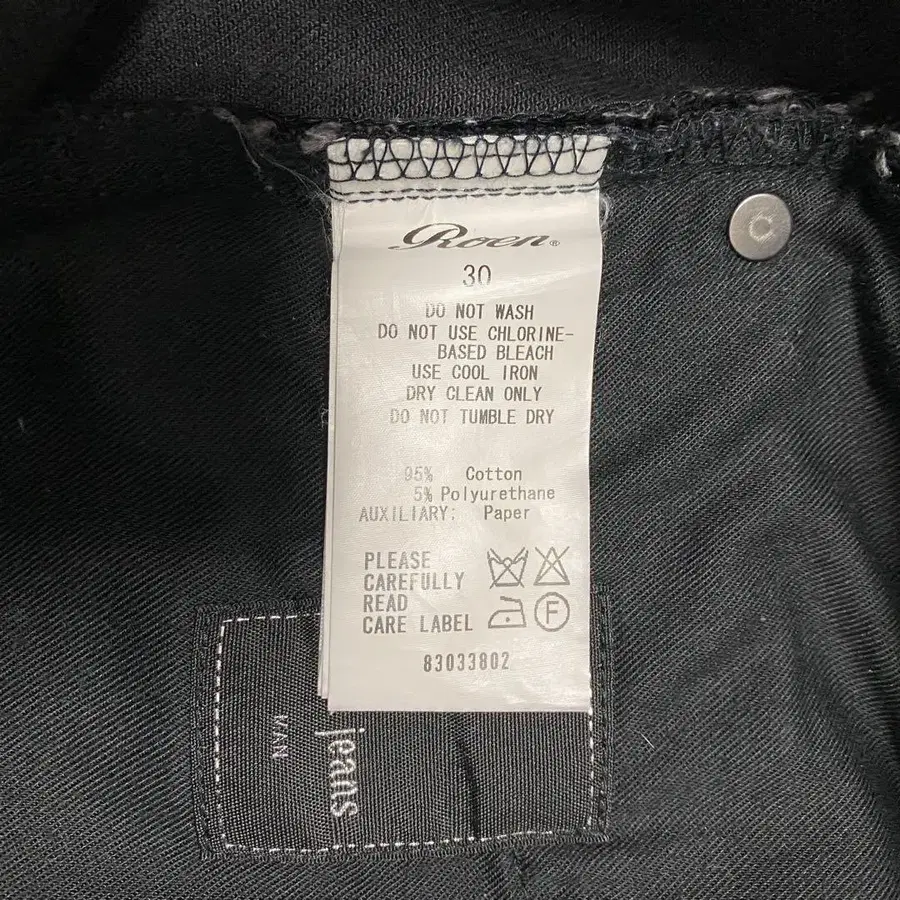 Roen®
30
DO NOT WASH
DO NOT USE CHLORINE-
BASED BLEACH
USE COOL IRON
DRY CLEAN ONLY
DO NOT TUMBLE DRY
95% Cotton
5% Polyurethane
AUXILIARY: Paper
PLEASE
CAREFULLY
READ
CARE LABEL
F
83033802
jeans
MAN
C